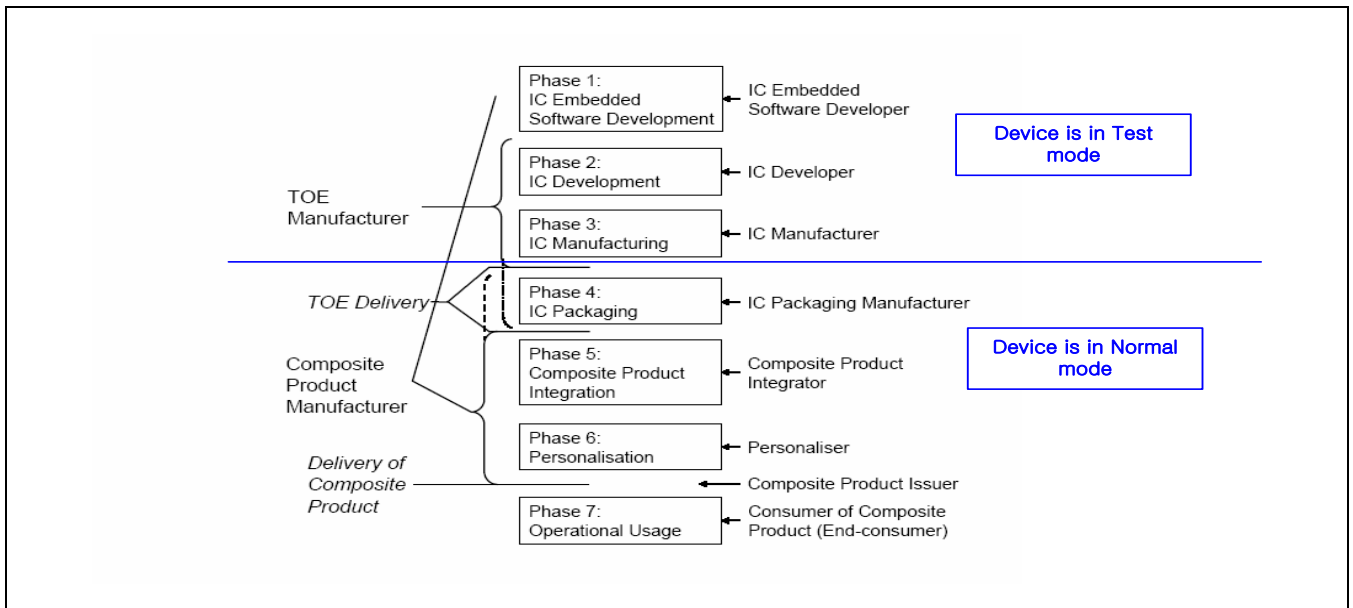 Phase 1:
IC Embedded
Software Development
IC Embedded
Software Developer
Device is in Test
mode
Phase 2:
IC Development
IC Developer
TOE
Manufacturer
Phase 3:
IC Manufacturing
IC Manufacturer
TOE Delivery
Phase 4:
IC Packaging
IC Packaging Manufacturer
Device is in Normal
mode
Composite
Product
Manufacturer
Phase 5:
Composite Product
Integration
Composite Product
Integrator
Phase 6:
Personalisation
Personaliser
Delivery of
Composite
Product
Composite Product Issuer
Phase 7:
Operational Usage
Consumer of Composite
Product (End-consumer)